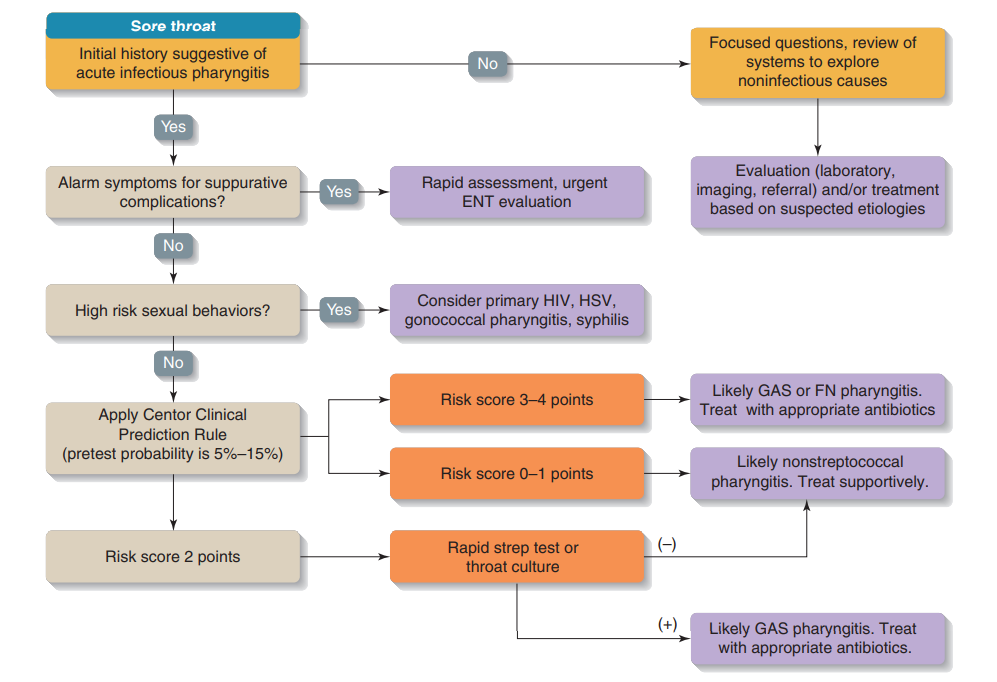 Sore throat
Initial history suggestive of
acute infectious pharyngitis
No
Focused questions, review of
systems to explore
noninfectious causes
Yes
Alarm symptoms for suppurative
complications?
Yes
Rapid assessment, urgent
ENT evaluation
Evaluation (laboratory,
imaging, referral) and/or treatment
based on suspected etiologies
No
High risk sexual behaviors?
Yes
Consider primary HIV, HSV,
gonococcal pharyngitis, syphilis
No
Apply Centor Clinical
Prediction Rule
(pretest probability is 5%–15%)
Risk score 3–4 points
Likely GAS or FN pharyngitis.
Treat with appropriate antibiotics
Risk score 0–1 points
Likely nonstreptococcal
pharyngitis. Treat supportively.
Risk score 2 points
Rapid strep test or
throat culture
(–)
(+)
Likely GAS pharyngitis. Treat
with appropriate antibiotics.